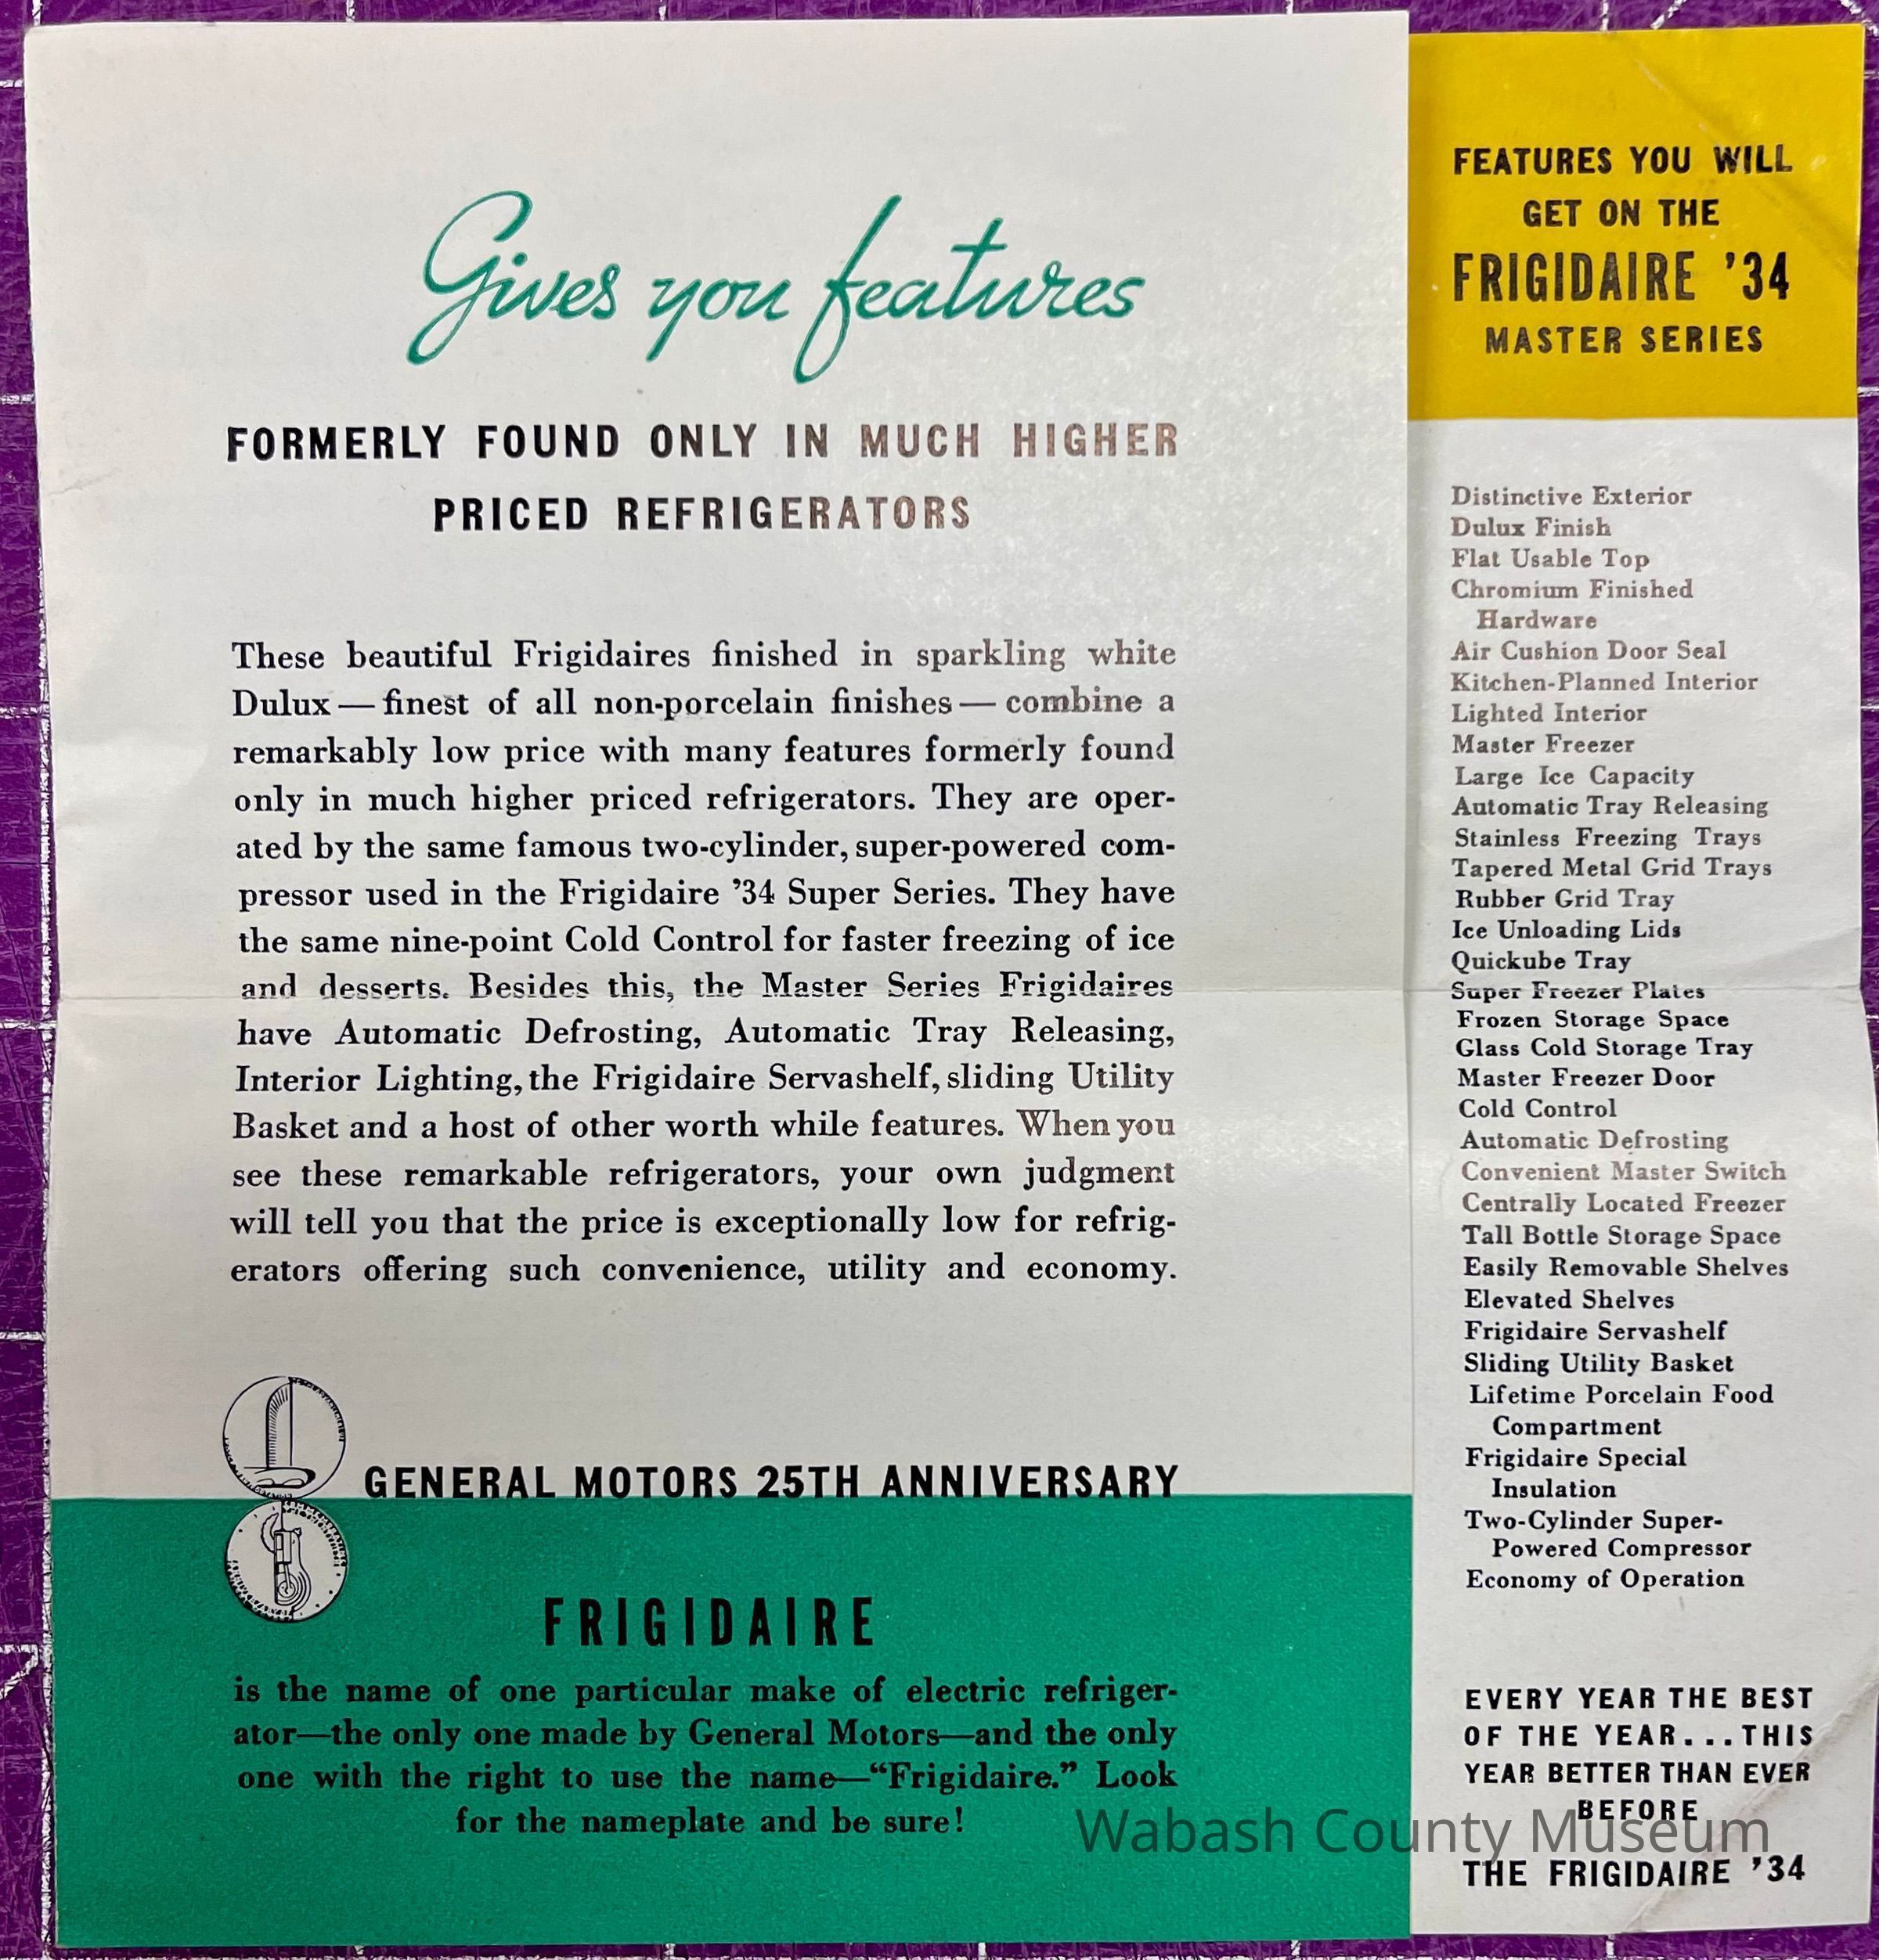 Gives you features
FORMERLY FOUND ONLY IN MUCH HIGHER
PRICED REFRIGERATORS
These beautiful Frigidaires finished in sparkling white
Dulux — finest of all non-porcelain finishes — combine a
remarkably low price with many features formerly found
only in much higher priced refrigerators. They are oper-
ated by the same famous two-cylinder, super-powered com-
pressor used in the Frigidaire ’34 Super Series. They have
the same nine-point Cold Control for faster freezing of ice
and desserts. Besides this, the Master Series Frigidaires
have Automatic Defrosting, Automatic Tray Releasing,
Interior Lighting, the Frigidaire Servashelf, sliding Utility
Basket and a host of other worth while features. When you
see these remarkable refrigerators, your own judgment
will tell you that the price is exceptionally low for refrig-
erators offering such convenience, utility and economy.
GENERAL MOTORS 25TH ANNIVERSARY
FRIGIDAIRE
is the name of one particular make of electric refriger-
ator—the only one made by General Motors—and the only
one with the right to use the name—“Frigidaire.” Look
for the nameplate and be sure!
FEATURES YOU WILL
GET ON THE
FRIGIDAIRE ’34
MASTER SERIES
Distinctive Exterior
Dulux Finish
Flat Usable Top
Chromium Finished
Hardware
Air Cushion Door Seal
Kitchen-Planned Interior
Lighted Interior
Master Freezer
Large Ice Capacity
Automatic Tray Releasing
Stainless Freezing Trays
Tapered Metal Grid Trays
Rubber Grid Tray
Ice Unloading Lids
Quickube Tray
Super Freezer Plates
Frozen Storage Space
Glass Cold Storage Tray
Master Freezer Door
Cold Control
Automatic Defrosting
Convenient Master Switch
Centrally Located Freezer
Tall Bottle Storage Space
Easily Removable Shelves
Elevated Shelves
Frigidaire Servashelf
Sliding Utility Basket
Lifetime Porcelain Food
Compartment
Frigidaire Special
Insulation
Two-Cylinder Super-
Powered Compressor
Economy of Operation
EVERY YEAR THE BEST
OF THE YEAR...THIS
YEAR BETTER THAN EVER
BEFORE
THE FRIGIDAIRE ’34
Wabash County Museum